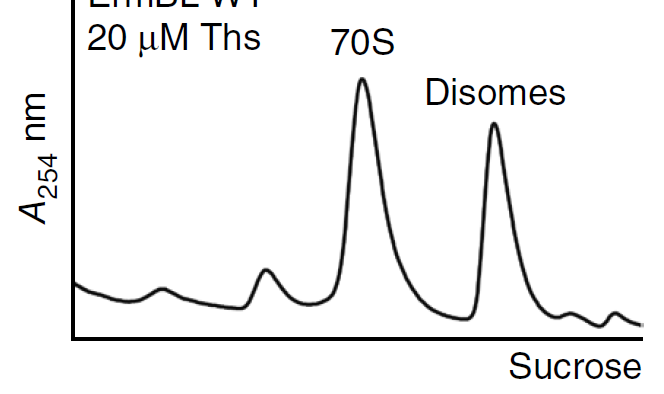 20 μM Ths
70S
Disomes
A254 nm
Sucrose